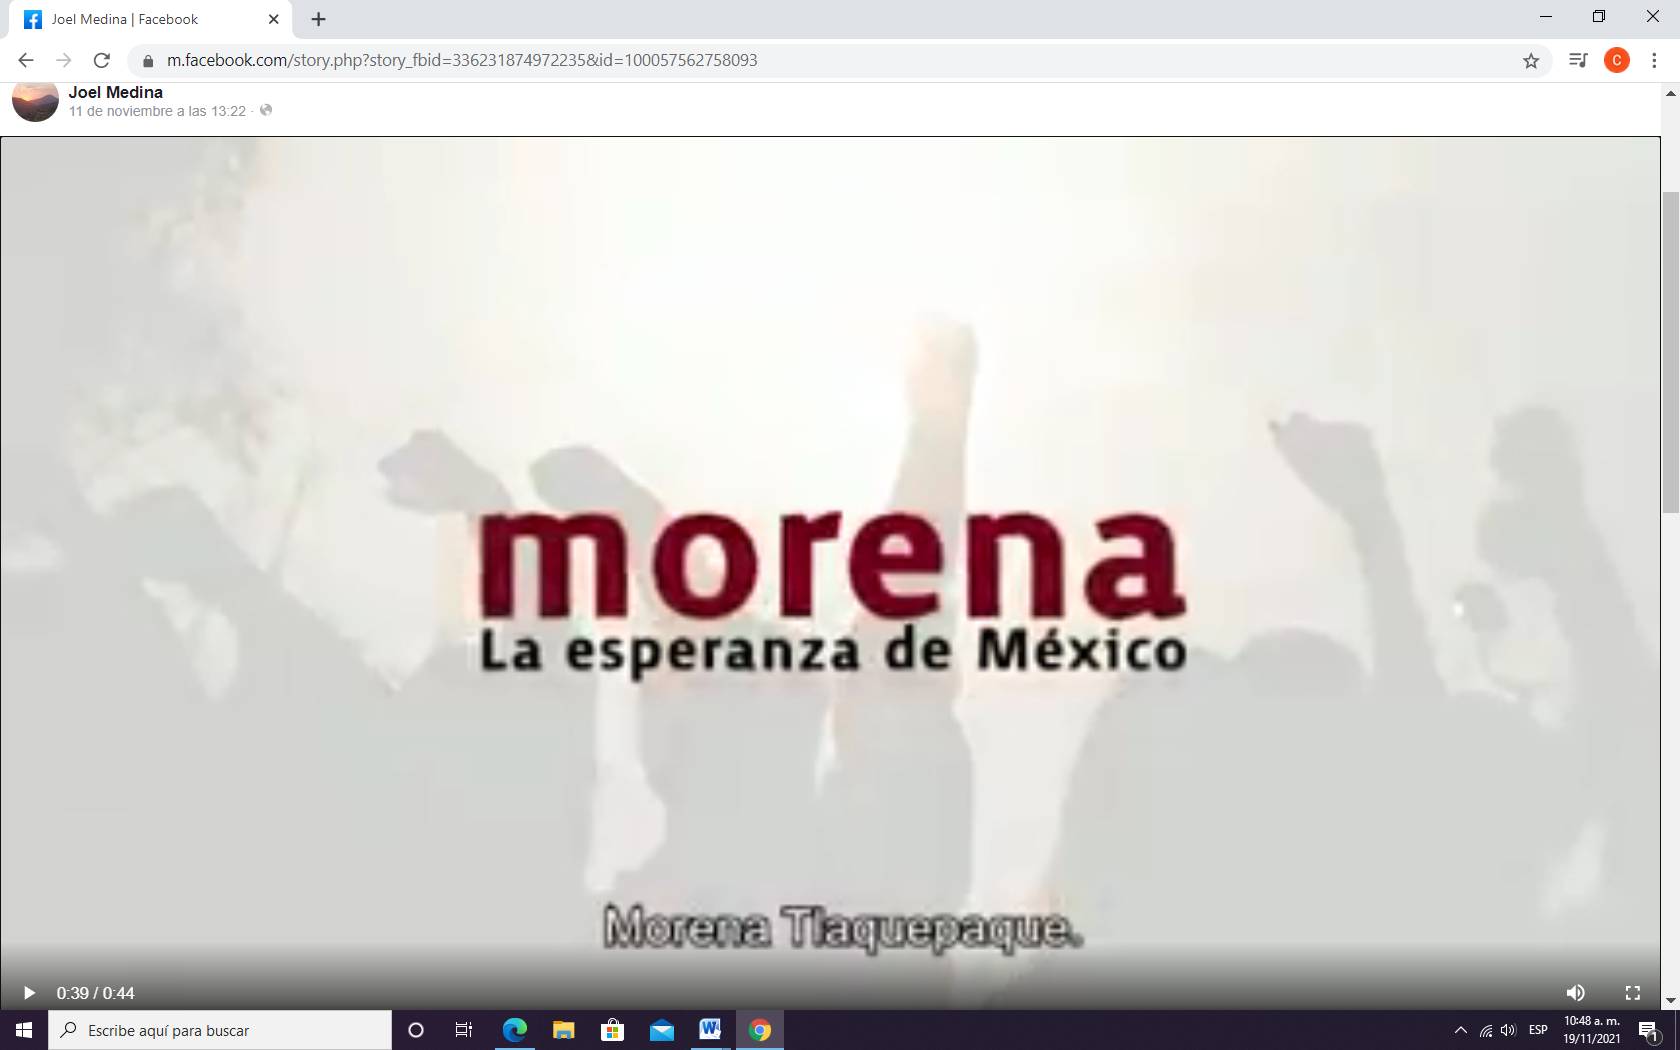 Joel Medina | Facebook
m.facebook.com/story.php?story_fbid=336231874972235&id=100057562758093
C
Joel Medina
11 de noviembre a las 13:22 ·
morena
La esperanza de México
Morena Tlaquepaque.
0:39 / 0:44
Escribe aquí para buscar
W
ESP
10:48 a. m.
19/11/2021
1